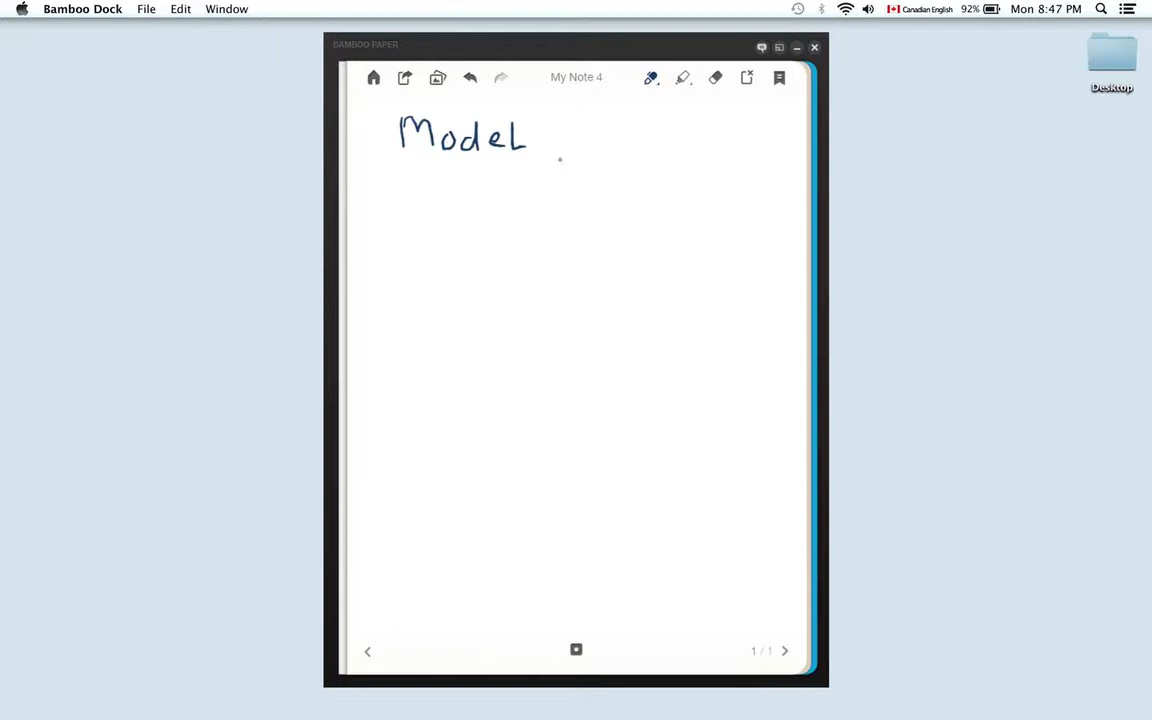 Bamboo Dock File Edit Window Canadian English 92% Mon 8:47 PM
BAMBOO PAPER
Desktop
My Note 4
Model
1 / 1